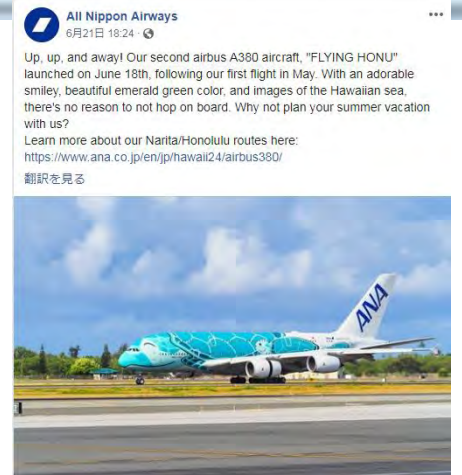 All Nippon Airways
6月21日 18:24 ·
Up, up, and away! Our second airbus A380 aircraft, "FLYING HONU"
launched on June 18th, following our first flight in May. With an adorable
smiley, beautiful emerald green color, and images of the Hawaiian sea,
there's no reason to not hop on board. Why not plan your summer vacation
with us?
Learn more about our Narita/Honolulu routes here:
https://www.ana.co.jp/en/jp/hawaii24/airbus380/
翻訳を見る
ANA